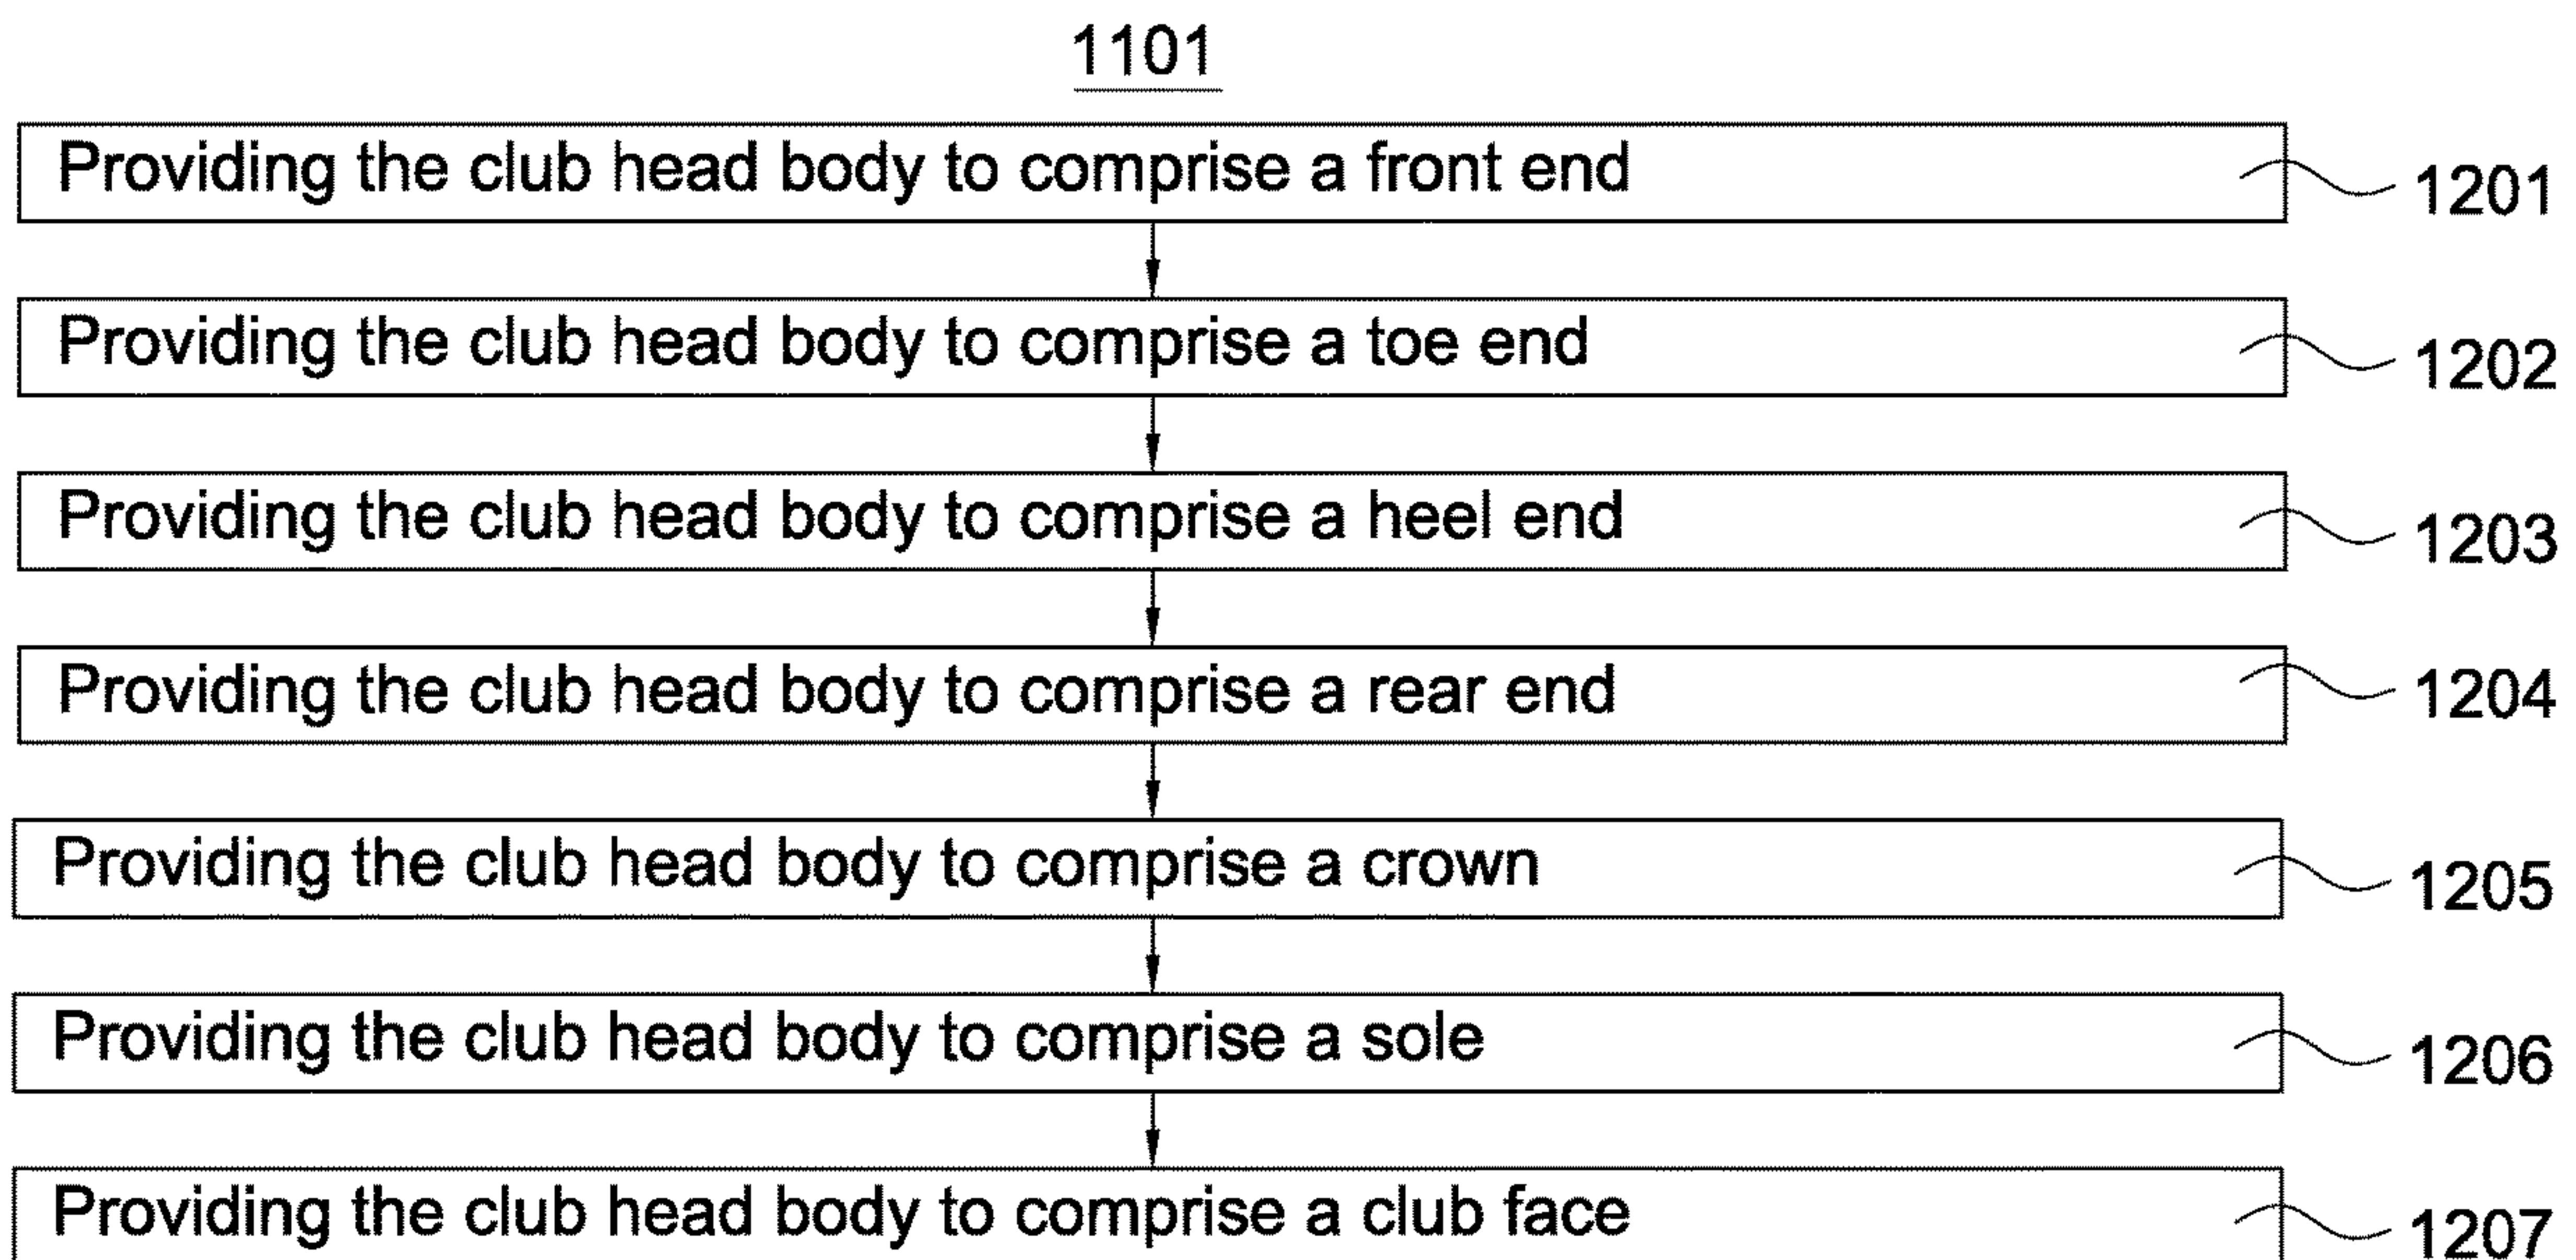 1101
Providing the club head body to comprise a front end 1201
Providing the club head body to comprise a toe end 1202
Providing the club head body to comprise a heel end 1203
Providing the club head body to comprise a rear end 1204
Providing the club head body to comprise a crown 1205
Providing the club head body to comprise a sole 1206
Providing the club head body to comprise a club face 1207